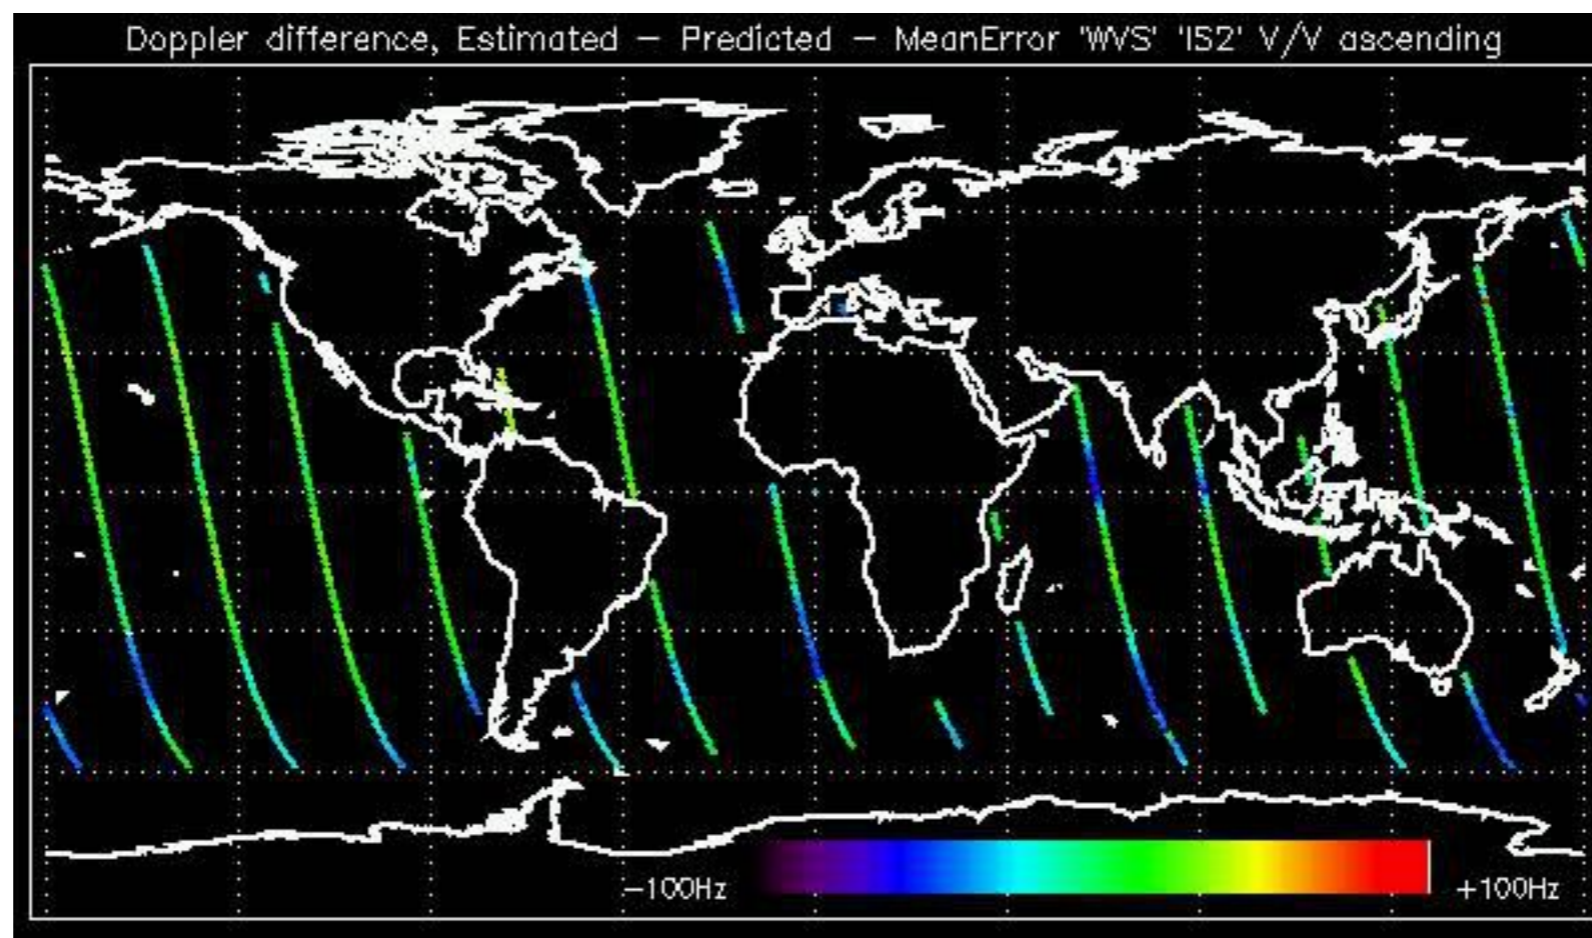 Doppler difference, Estimated – Predicted – MeanError 'WVS' 'IS2' V/V ascending
−100Hz
+100Hz